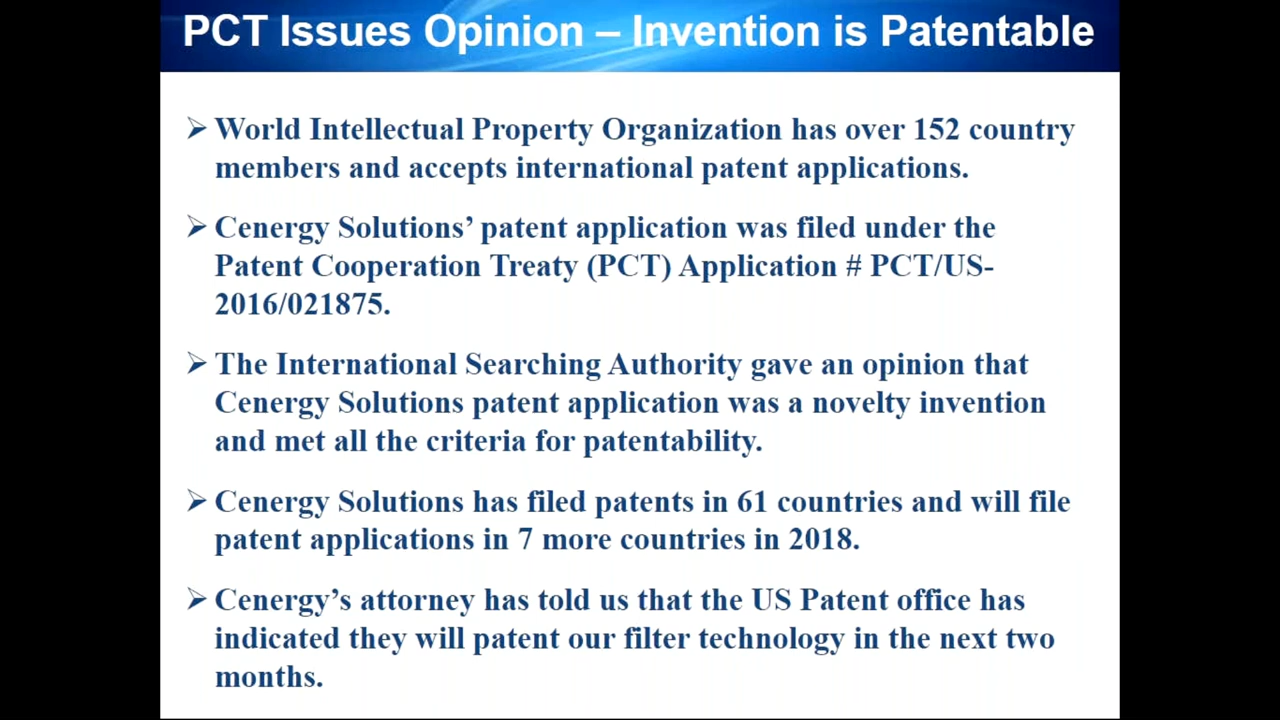 PCT Issues Opinion – Invention is Patentable
➢ World Intellectual Property Organization has over 152 country
members and accepts international patent applications.
➢ Cenergy Solutions’ patent application was filed under the
Patent Cooperation Treaty (PCT) Application # PCT/US-
2016/021875.
➢ The International Searching Authority gave an opinion that
Cenergy Solutions patent application was a novelty invention
and met all the criteria for patentability.
➢ Cenergy Solutions has filed patents in 61 countries and will file
patent applications in 7 more countries in 2018.
➢ Cenergy’s attorney has told us that the US Patent office has
indicated they will patent our filter technology in the next two
months.